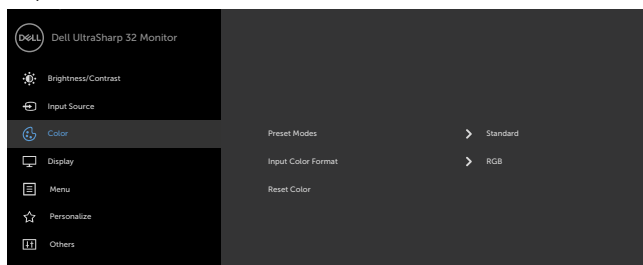 DELL Dell UltraSharp 32 Monitor
Brightness/Contrast
Input Source
Color Preset Modes Standard
Display Input Color Format RGB
Menu Reset Color
Personalize
Others